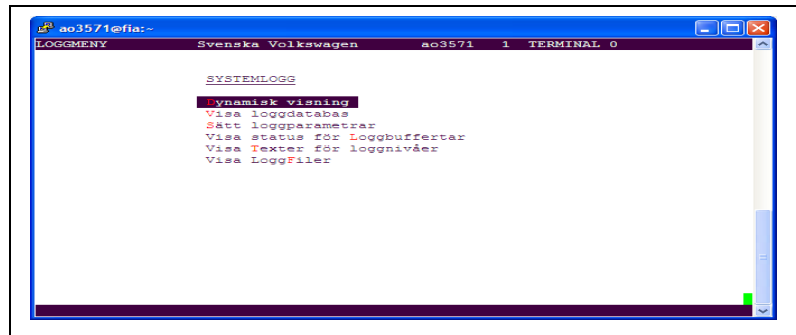 ao3571@fia:~
LOGGMENY Svenska Volkswagen ao3571 1 TERMINAL 0
SYSTEMLOGG
Dynamisk visning
Visa loggdatabas
Sätt loggparametrar
Visa status för Loggbuffertar
Visa Texter för loggnivåer
Visa LoggFiler